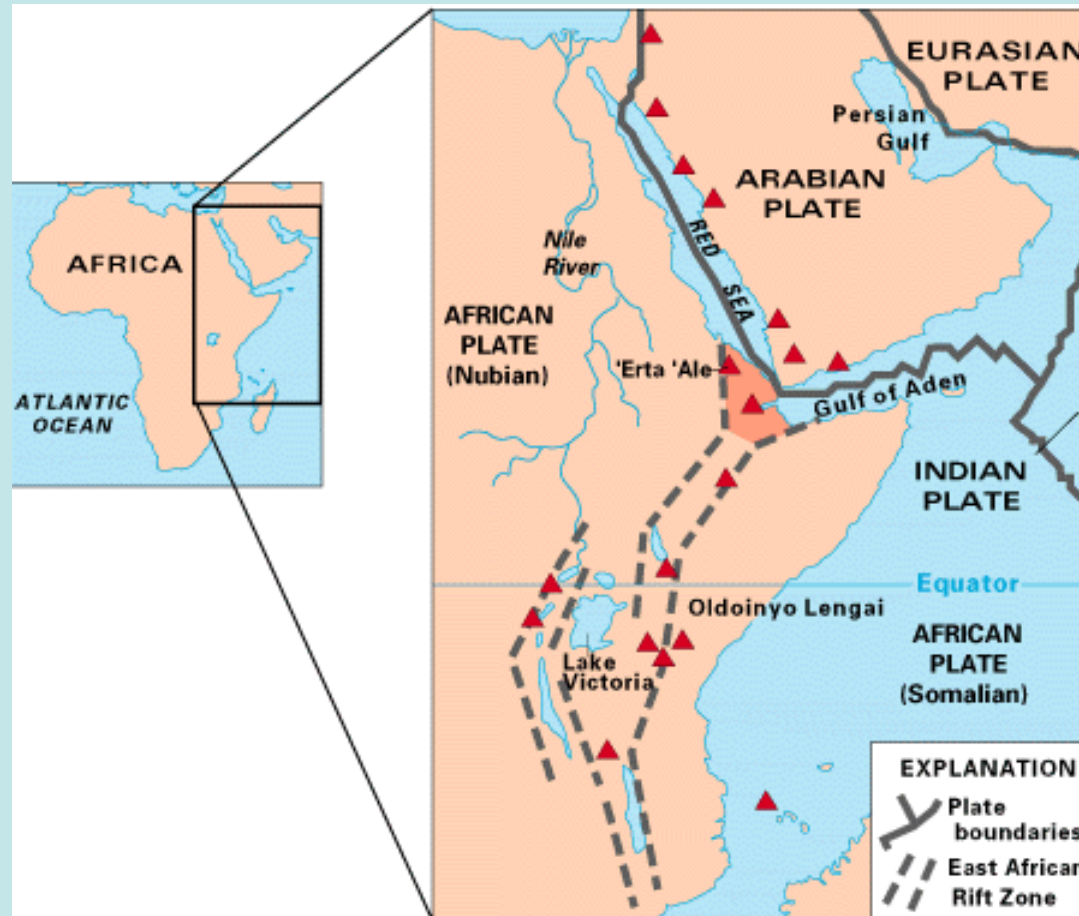 AFRICA
ATLANTIC
OCEAN
EURASIAN
PLATE
Persian
Gulf
ARABIAN
PLATE
RED
SEA
Nile
River
AFRICAN
PLATE
(Nubian)
'Erta 'Ale
Gulf of Aden
INDIAN
PLATE
Equator
Oldoinyo Lengai
AFRICAN
PLATE
(Somalian)
Lake
Victoria
EXPLANATION
Plate
boundaries
East African
Rift Zone